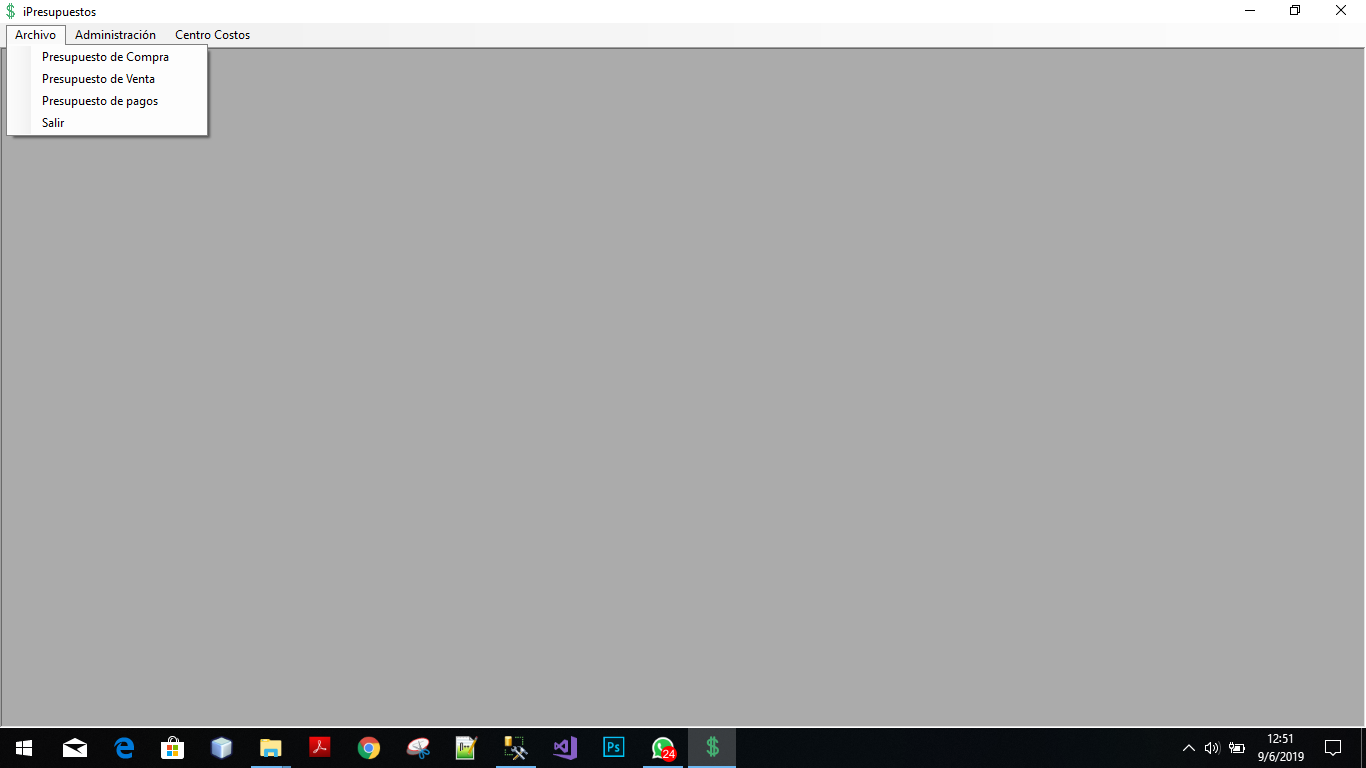 iPresupuestos
Archivo Administración Centro Costos
Presupuesto de Compra
Presupuesto de Venta
Presupuesto de pagos
Salir
Ps
24
12:51
9/6/2019